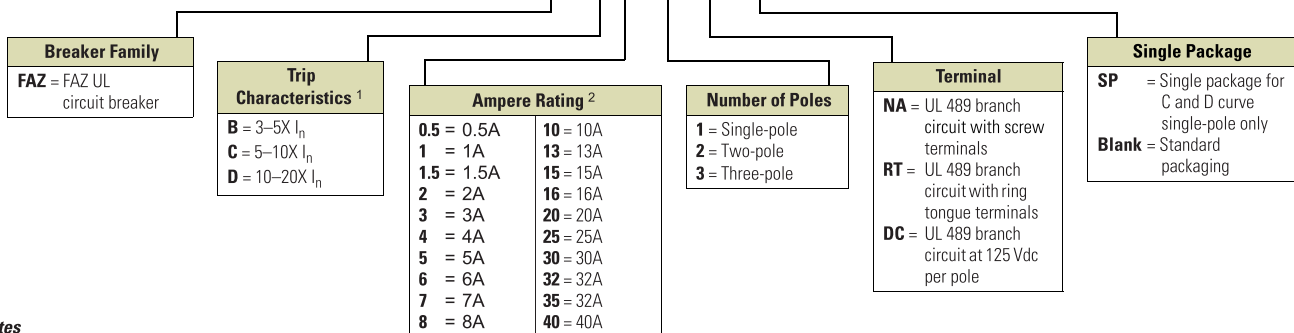 Breaker Family
FAZ = FAZ UL
circuit breaker
Trip
Characteristics 1
B = 3–5X In
C = 5–10X In
D = 10–20X In
Ampere Rating 2
0.5 = 0.5A
1 = 1A
1.5 = 1.5A
2 = 2A
3 = 3A
4 = 4A
5 = 5A
6 = 6A
7 = 7A
8 = 8A
10 = 10A
13 = 13A
15 = 15A
16 = 16A
20 = 20A
25 = 25A
30 = 30A
32 = 32A
35 = 32A
40 = 40A
Number of Poles
1 = Single-pole
2 = Two-pole
3 = Three-pole
Terminal
NA = UL 489 branch
circuit with screw
terminals
RT = UL 489 branch
circuit with ring
tongue terminals
DC = UL 489 branch
circuit at 125 Vdc
per pole
Single Package
SP = Single package for
C and D curve
single-pole only
Blank = Standard
packaging
tes